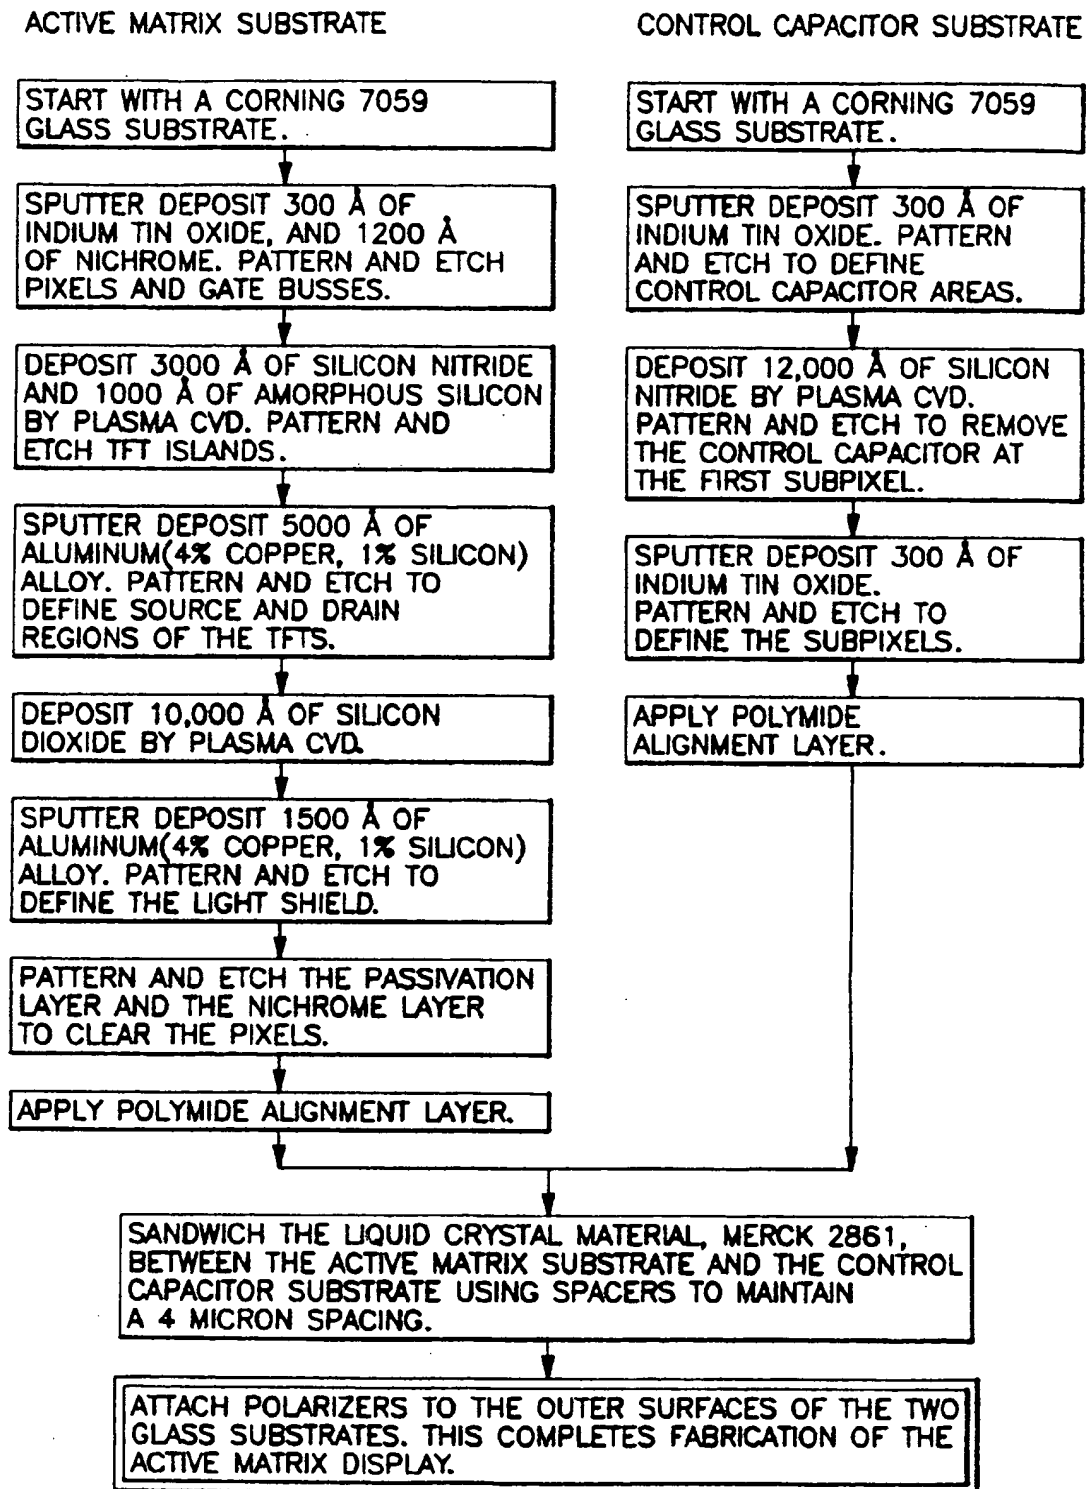 ACTIVE MATRIX SUBSTRATE
START WITH A CORNING 7059
GLASS SUBSTRATE.
SPUTTER DEPOSIT 300 Å OF
INDIUM TIN OXIDE, AND 1200 Å
OF NICHROME. PATTERN AND ETCH
PIXELS AND GATE BUSSES.
DEPOSIT 3000 Å OF SILICON NITRIDE
AND 1000 Å OF AMORPHOUS SILICON
BY PLASMA CVD. PATTERN AND
ETCH TFT ISLANDS.
SPUTTER DEPOSIT 5000 Å OF
ALUMINUM(4% COPPER, 1% SILICON)
ALLOY. PATTERN AND ETCH TO
DEFINE SOURCE AND DRAIN
REGIONS OF THE TFTS.
DEPOSIT 10,000 Å OF SILICON
DIOXIDE BY PLASMA CVD.
SPUTTER DEPOSIT 1500 Å OF
ALUMINUM(4% COPPER, 1% SILICON)
ALLOY. PATTERN AND ETCH TO
DEFINE THE LIGHT SHIELD.
PATTERN AND ETCH THE PASSIVATION
LAYER AND THE NICHROME LAYER
TO CLEAR THE PIXELS.
APPLY POLYMIDE ALIGNMENT LAYER.
CONTROL CAPACITOR SUBSTRATE
START WITH A CORNING 7059
GLASS SUBSTRATE.
SPUTTER DEPOSIT 300 Å OF
INDIUM TIN OXIDE. PATTERN
AND ETCH TO DEFINE
CONTROL CAPACITOR AREAS.
DEPOSIT 12,000 Å OF SILICON
NITRIDE BY PLASMA CVD.
PATTERN AND ETCH TO REMOVE
THE CONTROL CAPACITOR AT
THE FIRST SUBPIXEL.
SPUTTER DEPOSIT 300 Å OF
INDIUM TIN OXIDE.
PATTERN AND ETCH TO
DEFINE THE SUBPIXELS.
APPLY POLYMIDE
ALIGNMENT LAYER.
SANDWICH THE LIQUID CRYSTAL MATERIAL, MERCK 2861,
BETWEEN THE ACTIVE MATRIX SUBSTRATE AND THE CONTROL
CAPACITOR SUBSTRATE USING SPACERS TO MAINTAIN
A 4 MICRON SPACING.
ATTACH POLARIZERS TO THE OUTER SURFACES OF THE TWO
GLASS SUBSTRATES. THIS COMPLETES FABRICATION OF THE
ACTIVE MATRIX DISPLAY.